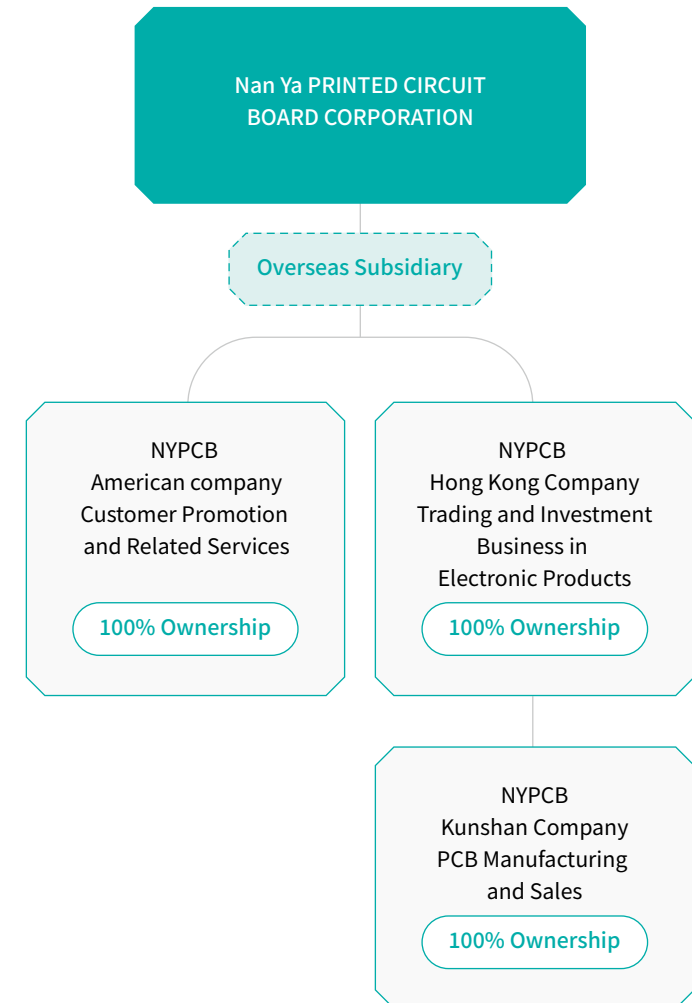 Nan Ya PRINTED CIRCUIT
BOARD CORPORATION
Overseas Subsidiary
NYPCB
American company
Customer Promotion
and Related Services
100% Ownership
NYPCB
Hong Kong Company
Trading and Investment
Business in
Electronic Products
100% Ownership
NYPCB
Kunshan Company
PCB Manufacturing
and Sales
100% Ownership